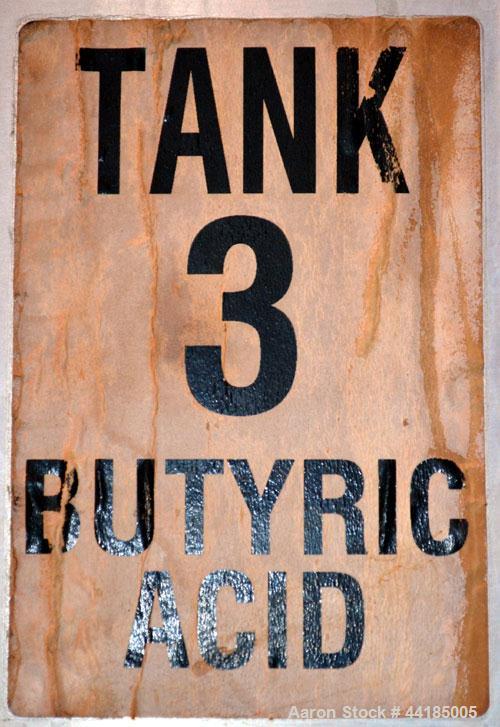 TANK
3
BUTYRIC
ACID
Aaron Stock # 44185005